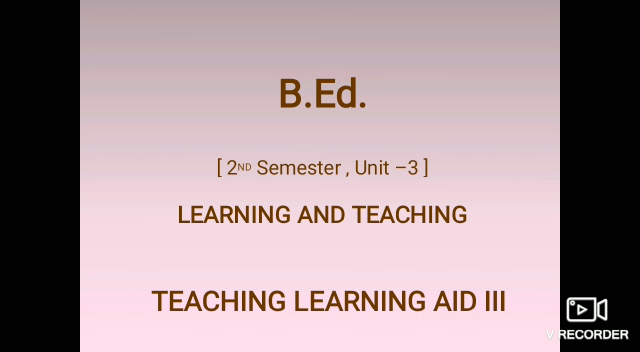 B.Ed.
[ 2ND Semester , Unit –3 ]
LEARNING AND TEACHING
TEACHING LEARNING AID III
V RECORDER